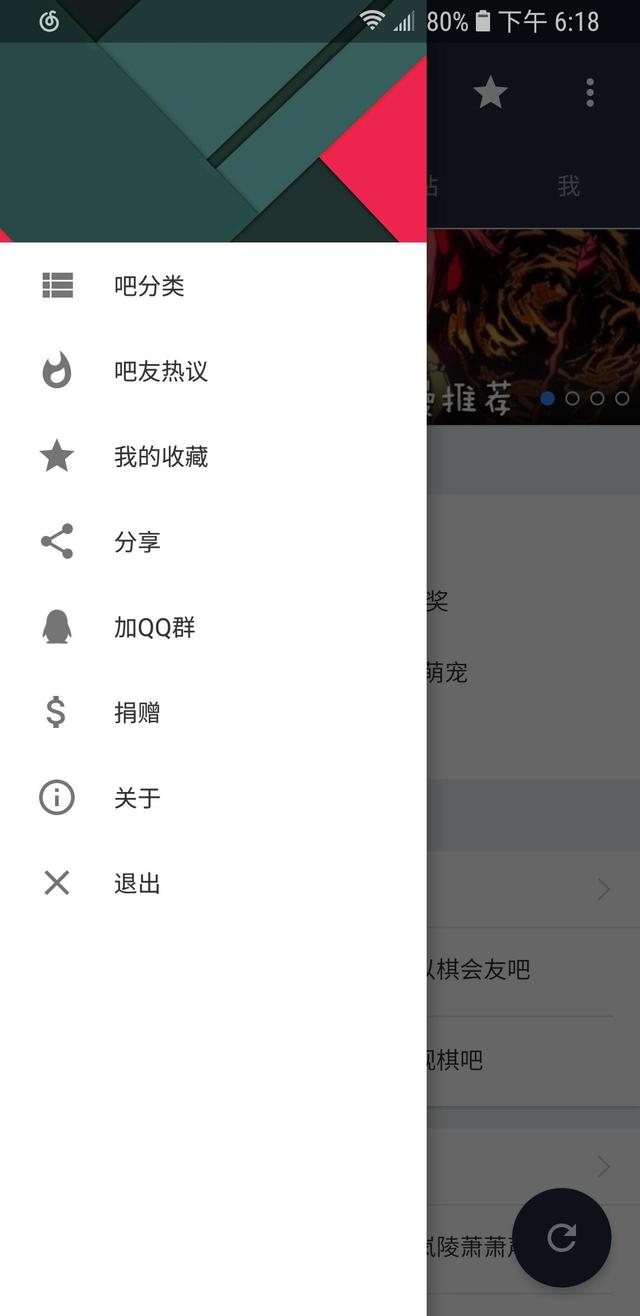 80% 下午 6:18
我
推荐
吧分类
吧友热议
我的收藏
分享
加QQ群
捐赠
关于
退出
奖
萌宠
棋会友吧
棋吧
陵萧萧